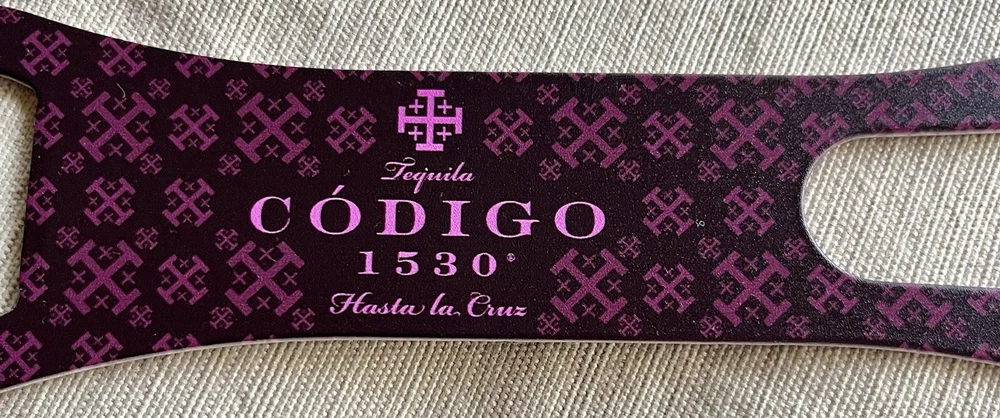 Tequila
CÓDIGO
1530®
Hasta la Cruz